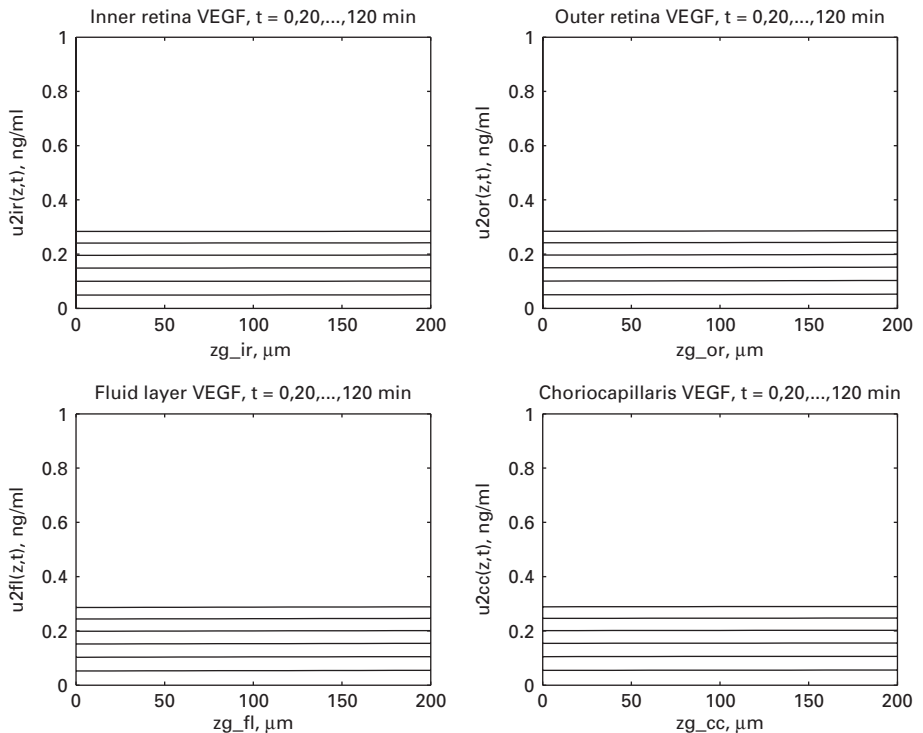 Inner retina VEGF, t = 0,20,...,120 min
1
0.8
0.6
0.4
0.2
0
u2ir(z,t), ng/ml
0 50 100 150 200
zg_ir, μm
Outer retina VEGF, t = 0,20,...,120 min
1
0.8
0.6
0.4
0.2
0
u2or(z,t), ng/ml
0 50 100 150 200
zg_or, μm
Fluid layer VEGF, t = 0,20,...,120 min
1
0.8
0.6
0.4
0.2
0
u2fl(z,t), ng/ml
0 50 100 150 200
zg_fl, μm
Choriocapillaris VEGF, t = 0,20,...,120 min
1
0.8
0.6
0.4
0.2
0
u2cc(z,t), ng/ml
0 50 100 150 200
zg_cc, μm